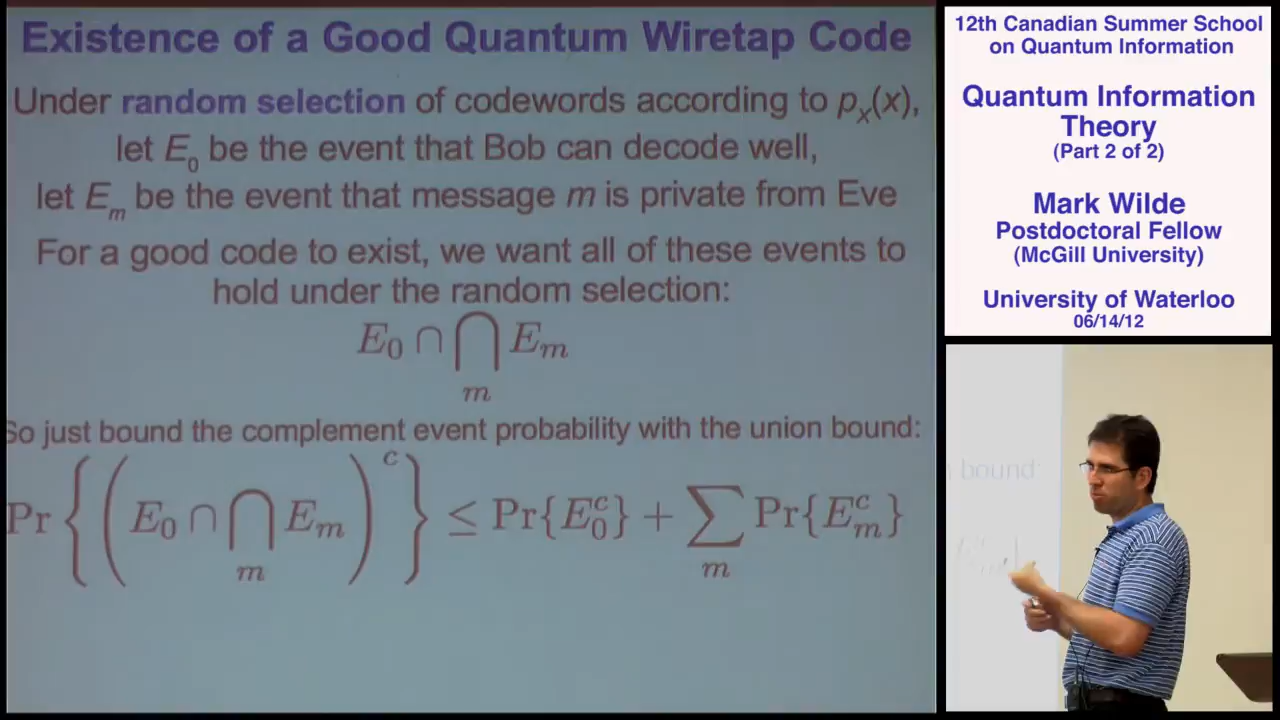 Existence of a Good Quantum Wiretap Code
Under random selection of codewords according to pₓ(x),
let E₀ be the event that Bob can decode well,
let Eₘ be the event that message m is private from Eve
For a good code to exist, we want all of these events to
hold under the random selection:
E₀ ∩ ⋂ₘ Eₘ
So just bound the complement event probability with the union bound:
Pr{(E₀ ∩ ⋂ₘ Eₘ)ᶜ} ≤ Pr{E₀ᶜ} + ∑ₘ Pr{Eₘᶜ}
12th Canadian Summer School
on Quantum Information
Quantum Information
Theory
(Part 2 of 2)
Mark Wilde
Postdoctoral Fellow
(McGill University)
University of Waterloo
06/14/12
n bound: